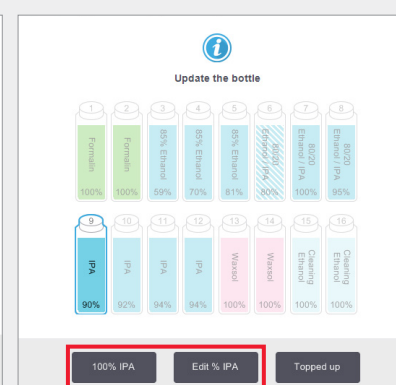 Update the bottle
1 2 3 4 5 6 7 8
Formalin
Formalin
85% Ethanol
85% Ethanol
85% Ethanol
80/20
Ethanol / IPA
80/20
Ethanol / IPA
80/20
Ethanol / IPA
100% 100% 59% 70% 81% 80% 100% 95%
9 10 11 12 13 14 15 16
IPA
IPA
IPA
IPA
Waxsol
Waxsol
Cleaning
Ethanol
Cleaning
Ethanol
90% 92% 94% 94% 100% 100% 100% 100%
100% IPA Edit % IPA Topped up